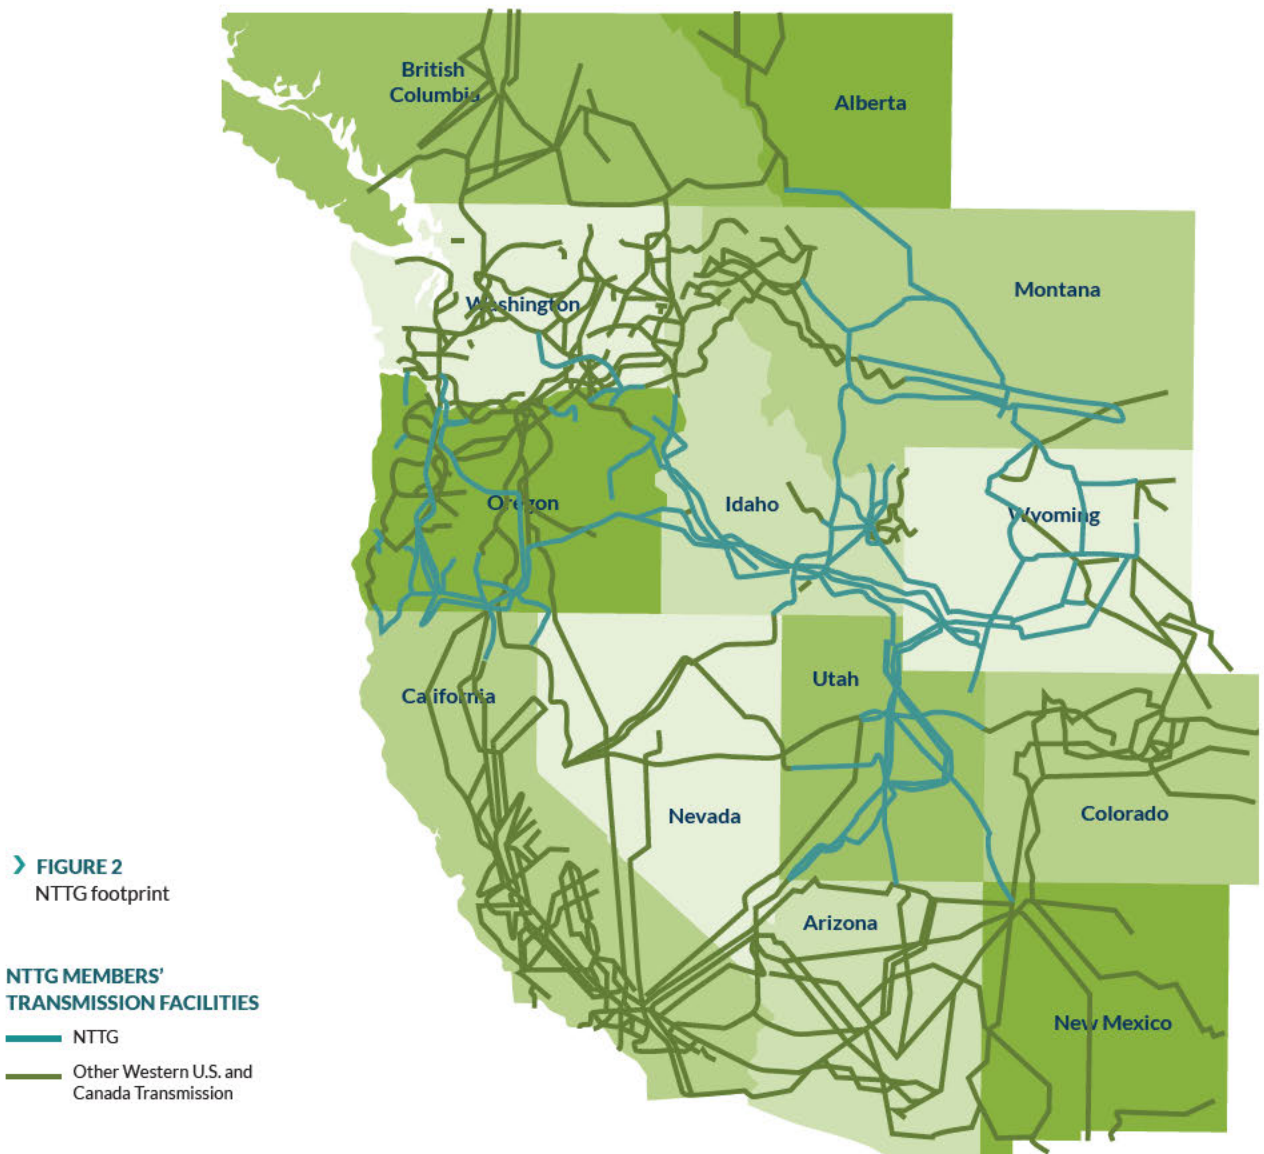 British
Columbia
Alberta
Washington
Montana
Oregon
Idaho
Wyoming
California
Utah
Nevada
Colorado
Arizona
New Mexico
› FIGURE 2
NTTG footprint
NTTG MEMBERS’
TRANSMISSION FACILITIES
NTTG
Other Western U.S. and
Canada Transmission